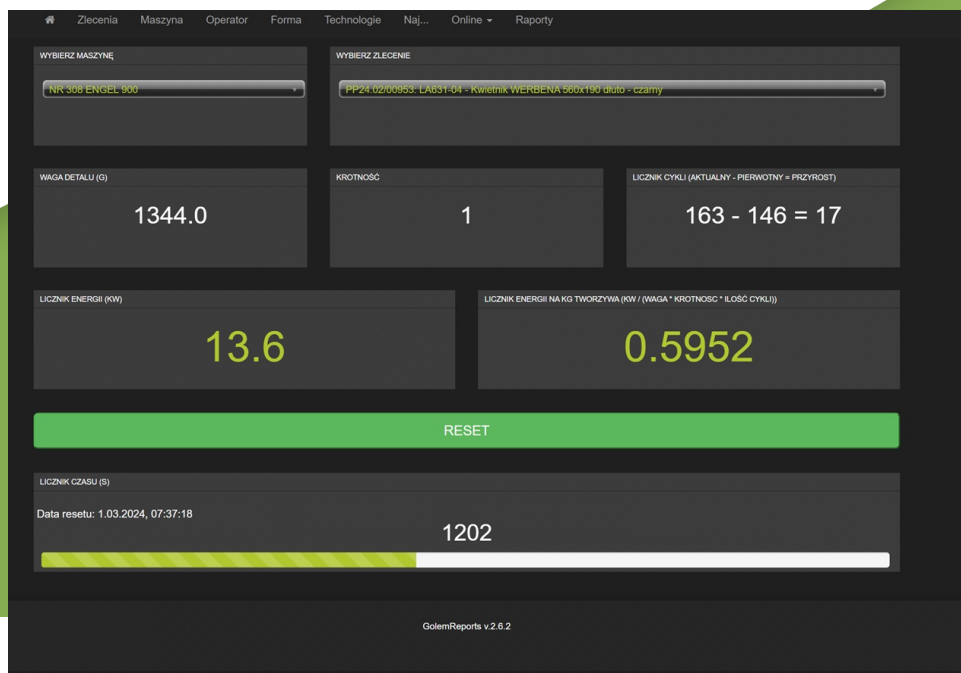 Zlecenia Maszyna Operator Forma Technologie Naj... Online Raporty
WYBIERZ MASZYNĘ
NR 308 ENGEL 900
WYBIERZ ZLECENIE
PP24.02/00953: LA631-04 - Kwietnik WERBENA 560x190 dłuto - czarny
WAGA DETALU (G)
1344.0
KROTNOŚĆ
1
LICZNIK CYKLI (AKTUALNY - PIERWOTNY = PRZYROST)
163 - 146 = 17
LICZNIK ENERGII (KW)
13.6
LICZNIK ENERGII NA KG TWORZYWA (KW / (WAGA * KROTNOSC * ILOŚĆ CYKLI))
0.5952
RESET
LICZNIK CZASU (S)
Data resetu: 1.03.2024, 07:37:18
1202
GolemReports v.2.6.2